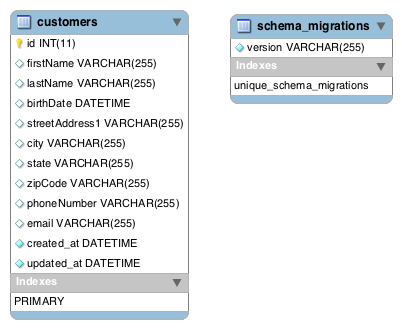 customers
id INT(11)
firstName VARCHAR(255)
lastName VARCHAR(255)
birthDate DATETIME
streetAddress1 VARCHAR(255)
city VARCHAR(255)
state VARCHAR(255)
zipCode VARCHAR(255)
phoneNumber VARCHAR(255)
email VARCHAR(255)
created_at DATETIME
updated_at DATETIME
Indexes
PRIMARY
schema_migrations
version VARCHAR(255)
Indexes
unique_schema_migrations